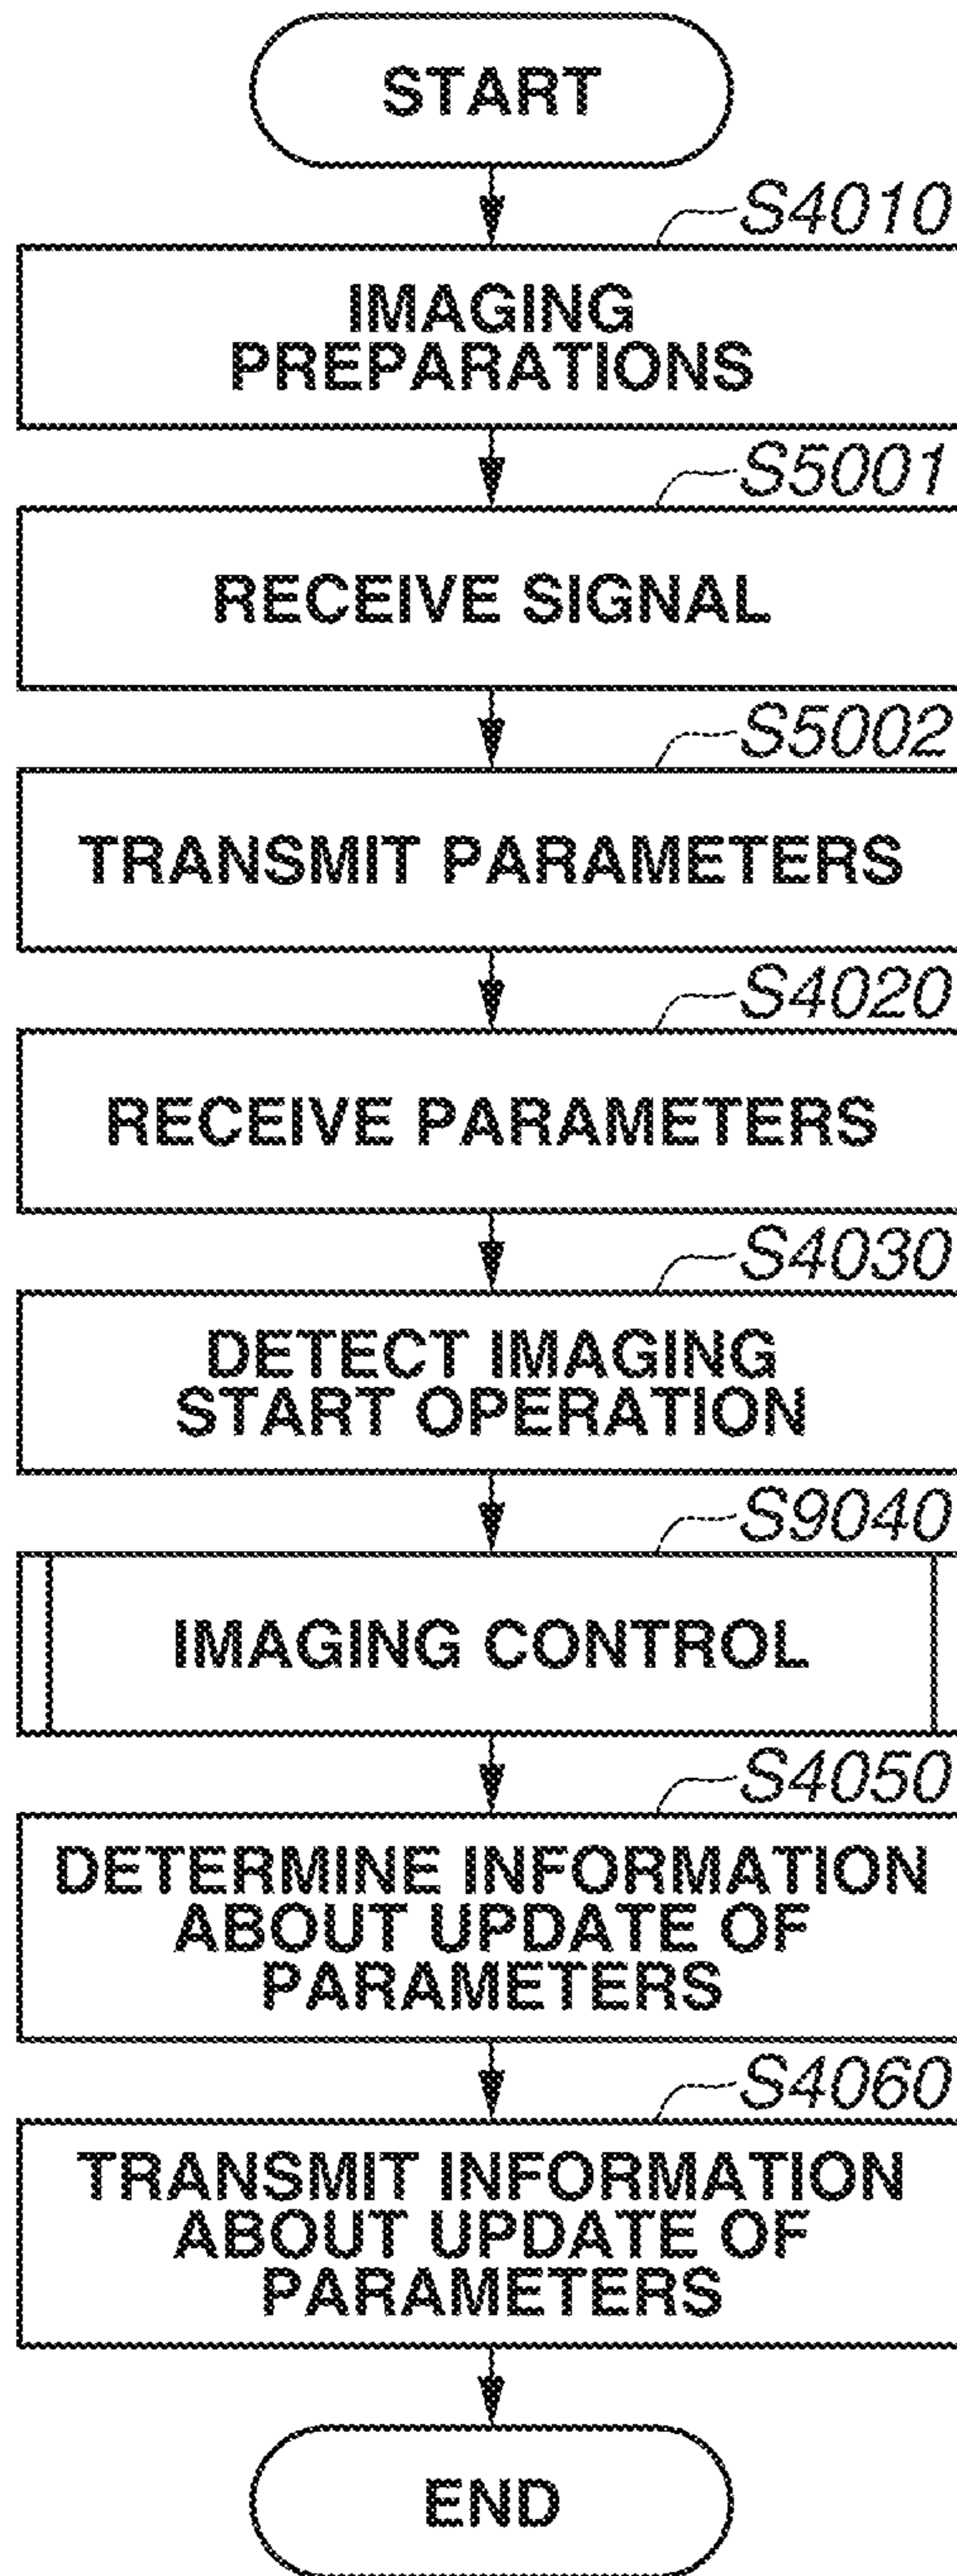 START
S4010
IMAGING
PREPARATIONS
S5001
RECEIVE SIGNAL
S5002
TRANSMIT PARAMETERS
S4020
RECEIVE PARAMETERS
S4030
DETECT IMAGING
START OPERATION
S9040
IMAGING CONTROL
S4050
DETERMINE INFORMATION
ABOUT UPDATE OF
PARAMETERS
S4060
TRANSMIT INFORMATION
ABOUT UPDATE OF
PARAMETERS
END